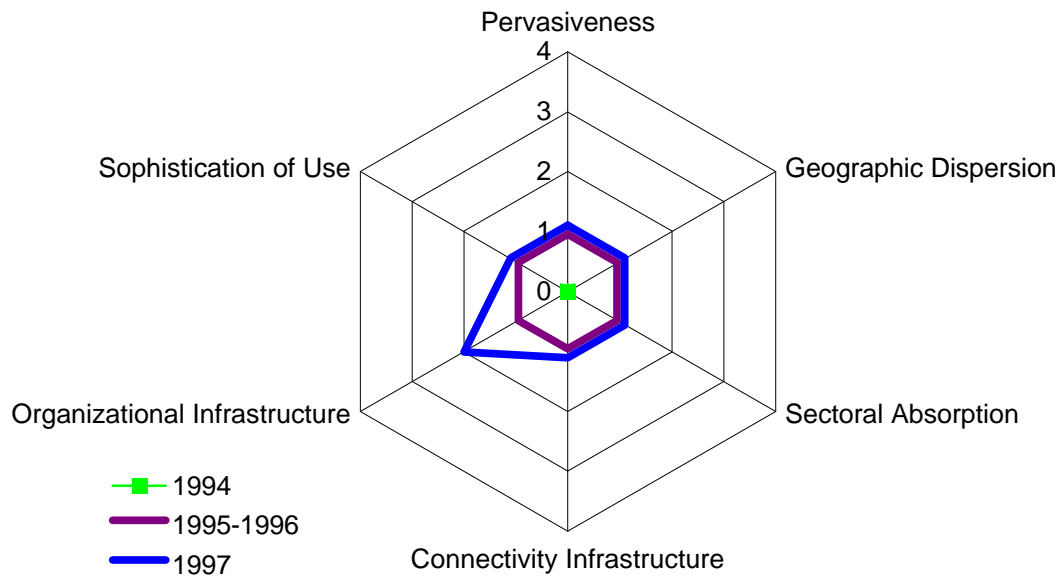 Pervasiveness
4
3
Sophistication of Use
2
Geographic Dispersion
1
0
Organizational Infrastructure
Sectoral Absorption
1994
1995-1996
1997
Connectivity Infrastructure